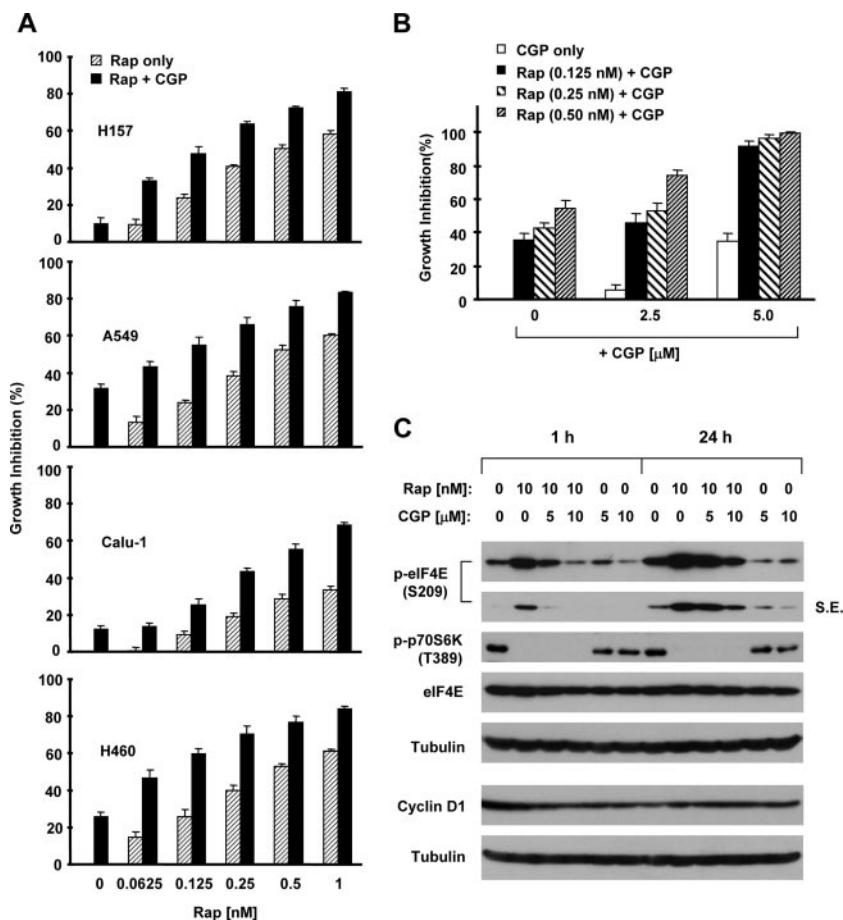 A
Rap only
Rap + CGP
100
80
60
40
20
0
H157
100
80
60
40
20
0
A549
100
80
60
40
20
0
Calu-1
100
80
60
40
20
0
H460
Growth Inhibition (%)
0 0.0625 0.125 0.25 0.5 1
Rap [nM]
B
CGP only
Rap (0.125 nM) + CGP
Rap (0.25 nM) + CGP
Rap (0.50 nM) + CGP
Growth Inhibition(%)
100
80
60
40
20
0
0 2.5 5.0
+ CGP [μM]
C
1 h 24 h
Rap [nM]: 0 10 10 10 0 0 0 10 10 10 0 0
CGP [μM]: 0 0 5 10 5 10 0 0 5 10 5 10
p-eIF4E
(S209)
S.E.
p-p70S6K
(T389)
eIF4E
Tubulin
Cyclin D1
Tubulin